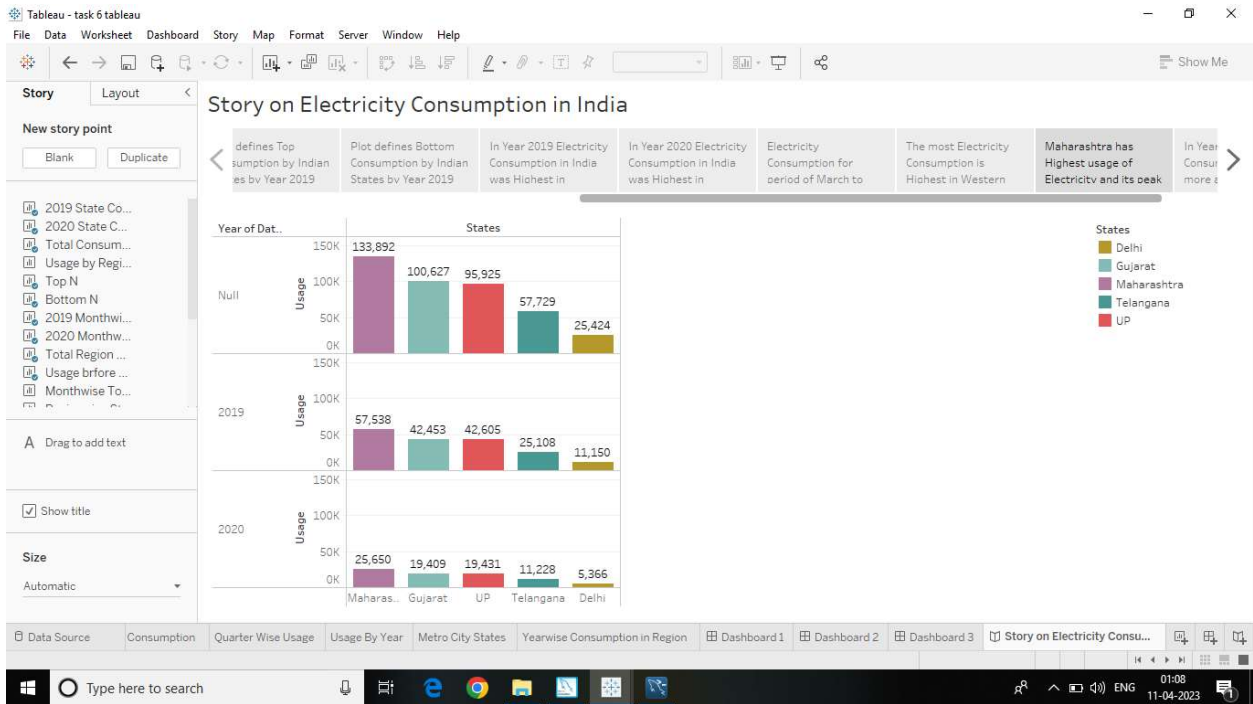 Tableau - task 6 tableau
File Data Worksheet Dashboard Story Map Format Server Window Help
Show Me
Story Layout
New story point
Blank Duplicate
2019 State Co...
2020 State C...
Total Consum...
Usage by Regi...
Top N
Bottom N
2019 Monthwi...
2020 Monthw...
Total Region ...
Usage brfore ...
Monthwise To...
A Drag to add text
Show title
Size
Automatic
Story on Electricity Consumption in India
defines Top
sumption by Indian
es by Year 2019
Plot defines Bottom
Consumption by Indian
States by Year 2019
In Year 2019 Electricity
Consumption in India
was Highest in
In Year 2020 Electricity
Consumption in India
was Highest in
Electricity
Consumption for
period of March to
The most Electricity
Consumption is
Highest in Western
Maharashtra has
Highest usage of
Electricity and its peak
In Year
Consur
more
Year of Dat.. States
Null
Usage
150K
100K
50K
0K
133,892 100,627 95,925 57,729 25,424
2019
Usage
150K
100K
50K
0K
57,538 42,453 42,605 25,108 11,150
2020
Usage
150K
100K
50K
0K
25,650 19,409 19,431 11,228 5,366
Maharas.. Gujarat UP Telangana Delhi
States
Delhi
Gujarat
Maharashtra
Telangana
UP
Data Source Consumption Quarter Wise Usage Usage By Year Metro City States Yearwise Consumption in Region Dashboard 1 Dashboard 2 Dashboard 3 Story on Electricity Consu...
Type here to search
ENG
01:08
11-04-2023
1